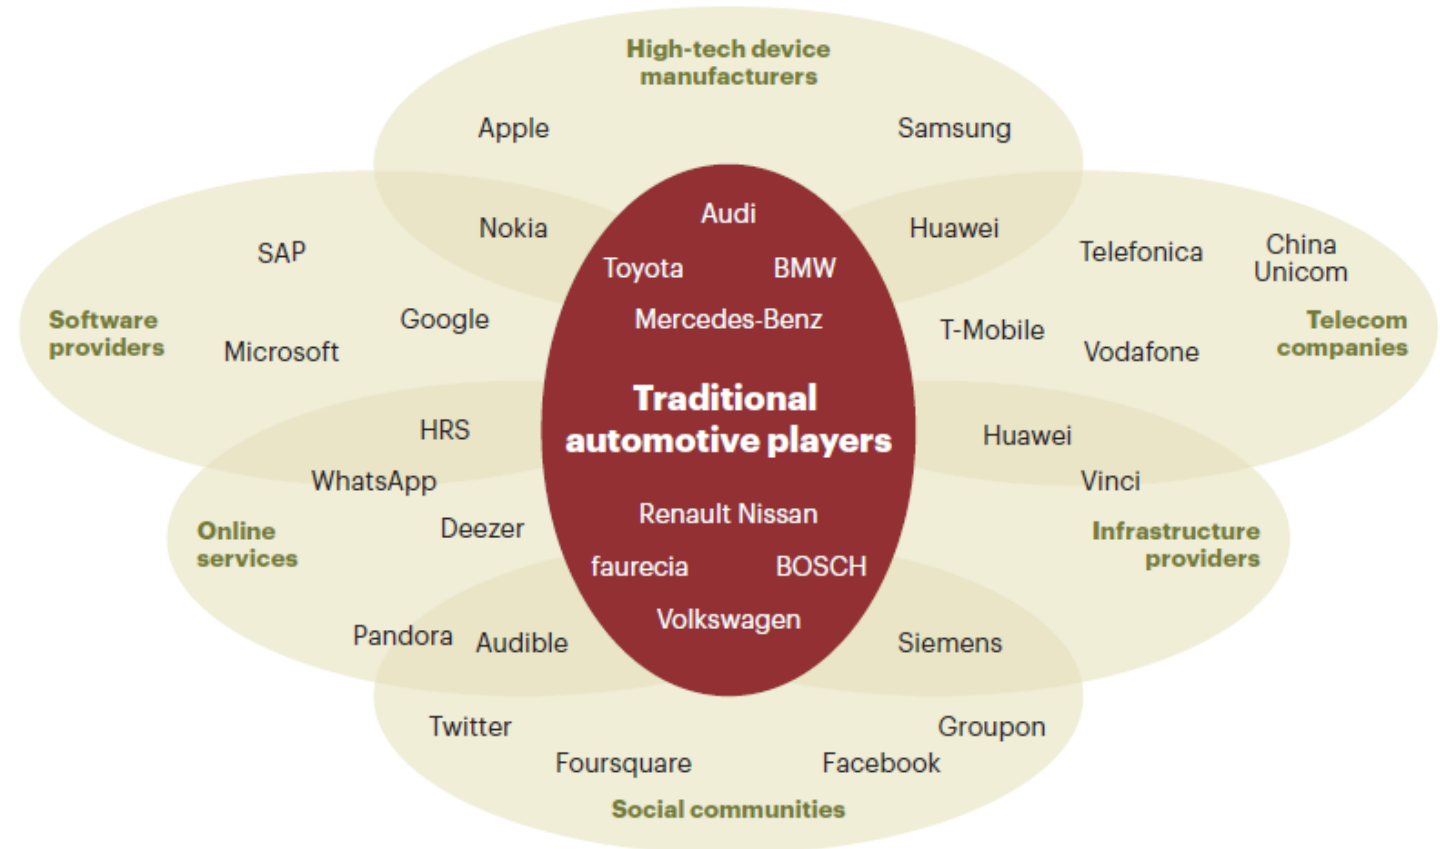 High-tech device
manufacturers
Apple
Samsung
Audi
Nokia
Huawei
SAP
Telefonica
China
Unicom
Toyota
BMW
Software
providers
Google
Mercedes-Benz
T-Mobile
Telecom
companies
Microsoft
Vodafone
Traditional
automotive players
HRS
Huawei
WhatsApp
Vinci
Online
services
Deezer
Renault Nissan
Infrastructure
providers
faurecia
BOSCH
Volkswagen
Pandora
Audible
Siemens
Twitter
Groupon
Foursquare
Facebook
Social communities